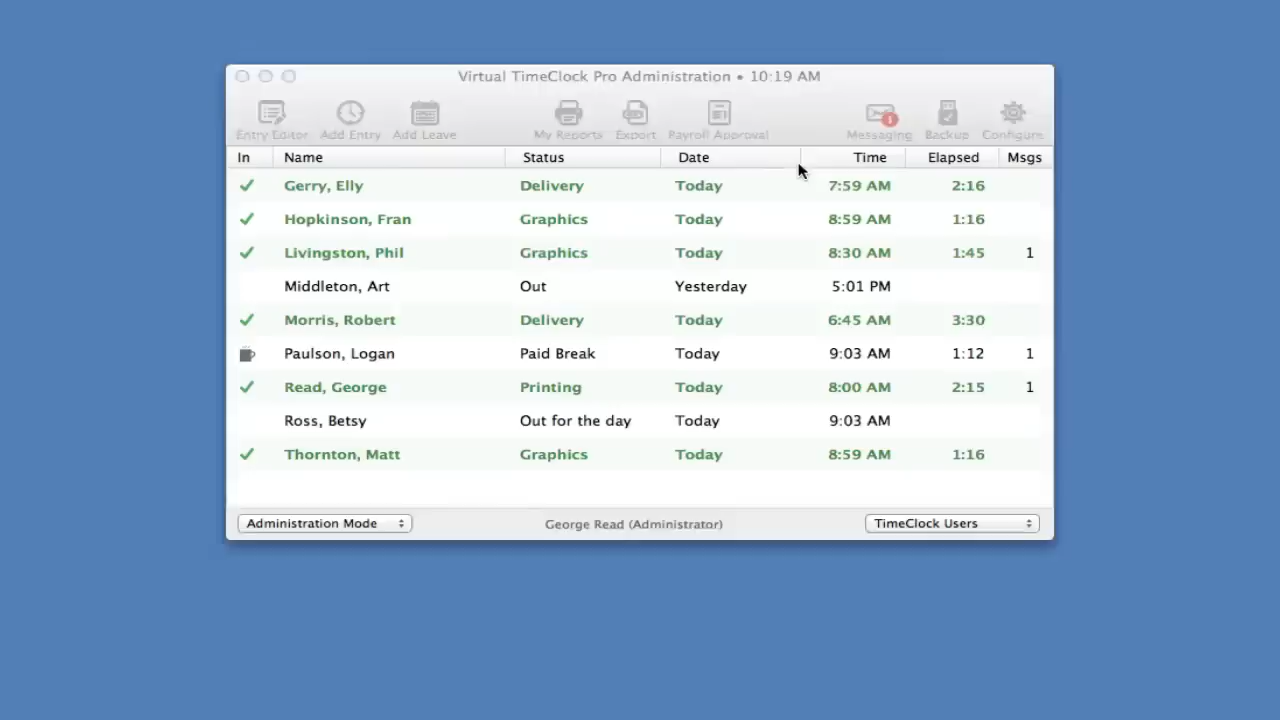 Virtual TimeClock Pro Administration • 10:19 AM
Entry Editor Add Entry Add Leave My Reports Export Payroll Approval Messaging 1 Backup Configure
In Name Status Date Time Elapsed Msgs
Gerry, Elly Delivery Today 7:59 AM 2:16
Hopkinson, Fran Graphics Today 8:59 AM 1:16
Livingston, Phil Graphics Today 8:30 AM 1:45 1
Middleton, Art Out Yesterday 5:01 PM
Morris, Robert Delivery Today 6:45 AM 3:30
Paulson, Logan Paid Break Today 9:03 AM 1:12 1
Read, George Printing Today 8:00 AM 2:15 1
Ross, Betsy Out for the day Today 9:03 AM
Thornton, Matt Graphics Today 8:59 AM 1:16
Administration Mode George Read (Administrator) TimeClock Users